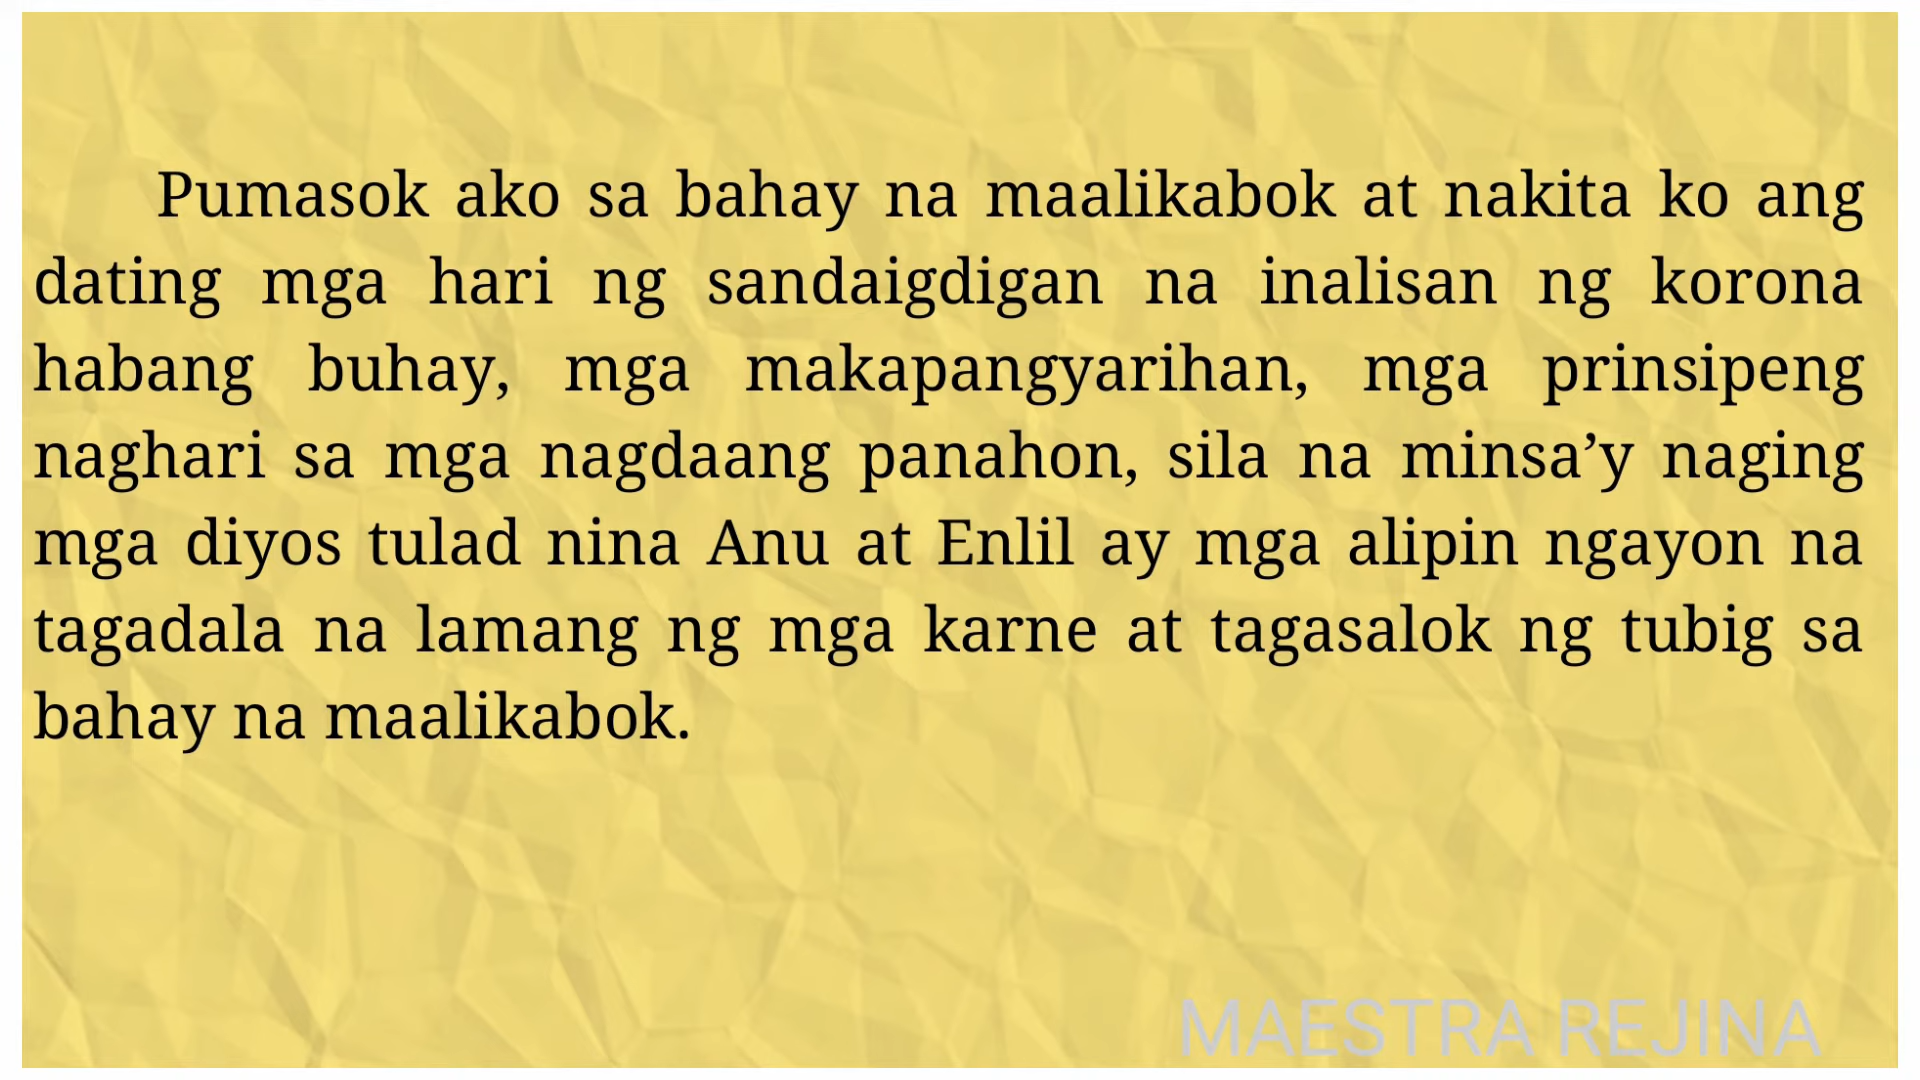 Pumasok ako sa bahay na maalikabok at nakita ko ang
dating mga hari ng sandaigdigan na inalisan ng korona
habang buhay, mga makapangyarihan, mga prinsipeng
naghari sa mga nagdaang panahon, sila na minsa’y naging
mga diyos tulad nina Anu at Enlil ay mga alipin ngayon na
tagadala na lamang ng mga karne at tagasalok ng tubig sa
bahay na maalikabok.
MAESTRA REJINA